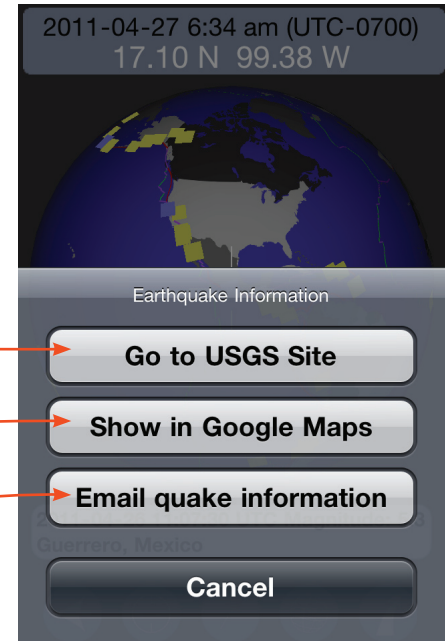 2011-04-27 6:34 am (UTC-0700)
17.10 N 99.38 W
Earthquake Information
Go to USGS Site
Show in Google Maps
Email quake information
Guerrero, Mexico
Cancel